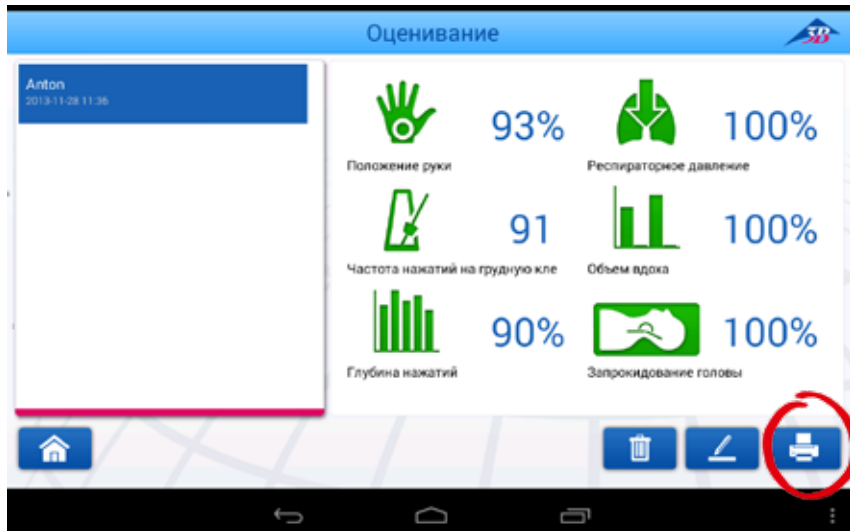 Оценивание
3B
Anton
2013-11-28 11:36
93%
Положение руки
100%
Респираторное давление
91
Частота нажатий на грудную кле
100%
Объем вдоха
90%
Глубина нажатий
100%
Запрокидование головы